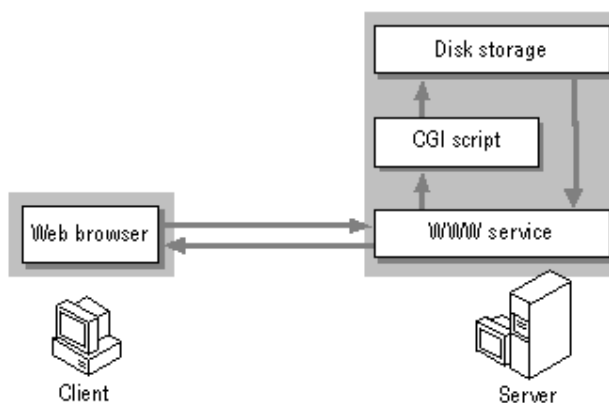 Disk storage
CGI script
Web browser
WWW service
Client
Server